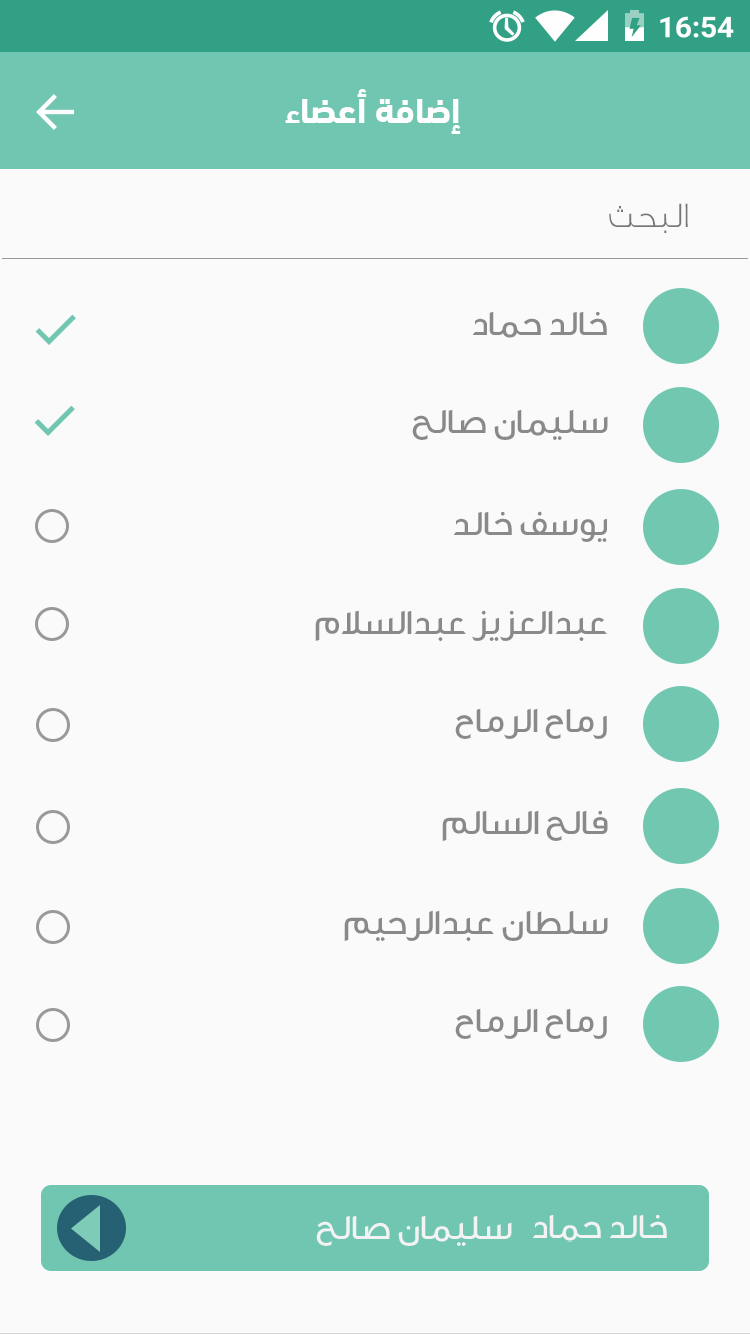 16:54
إضافة أعضاء
البحث
خالد حماد
سليمان صالح
يوسف خالد
عبدالعزيز عبدالسلام
رماح الرماح
فالح السالم
سلطان عبدالرحيم
رماح الرماح
خالد حماد سليمان صالح